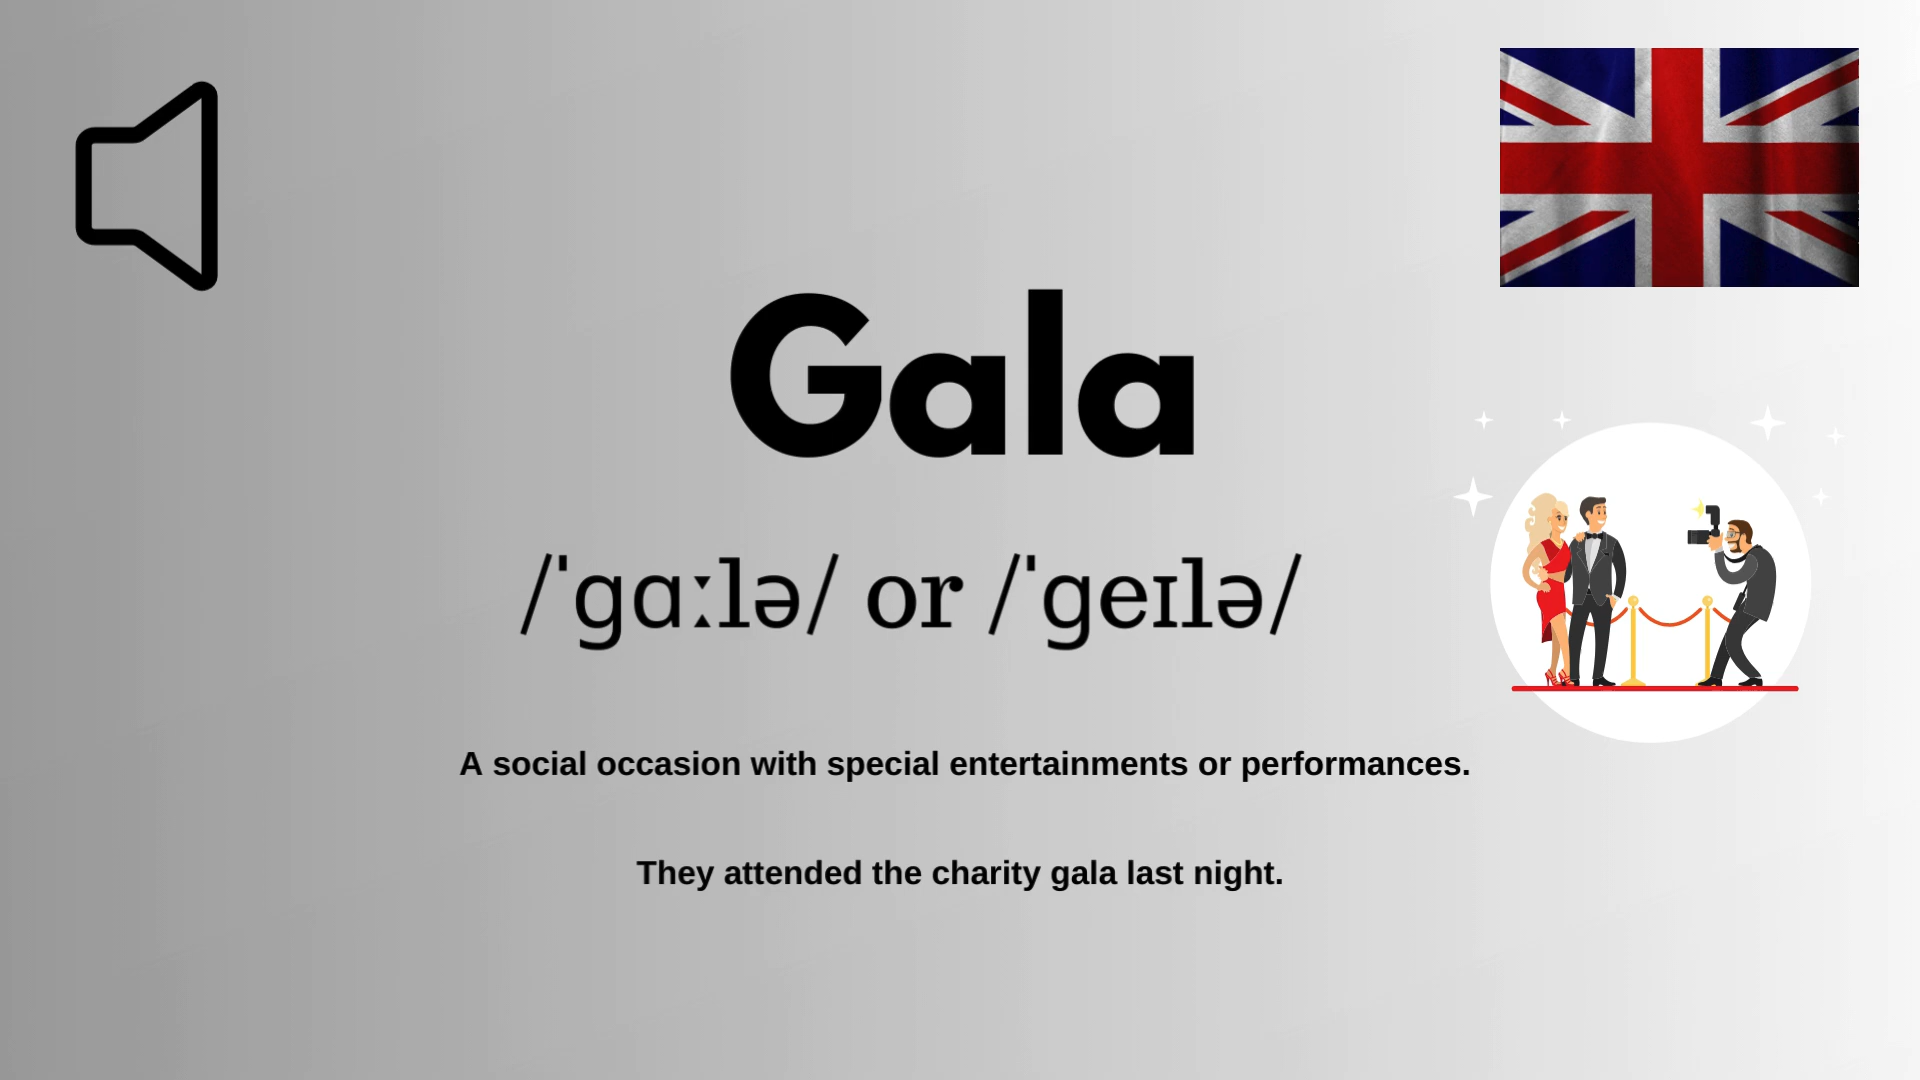 Gala
/ˈɡɑːlə/ or /ˈɡeɪlə/
A social occasion with special entertainments or performances.
They attended the charity gala last night.